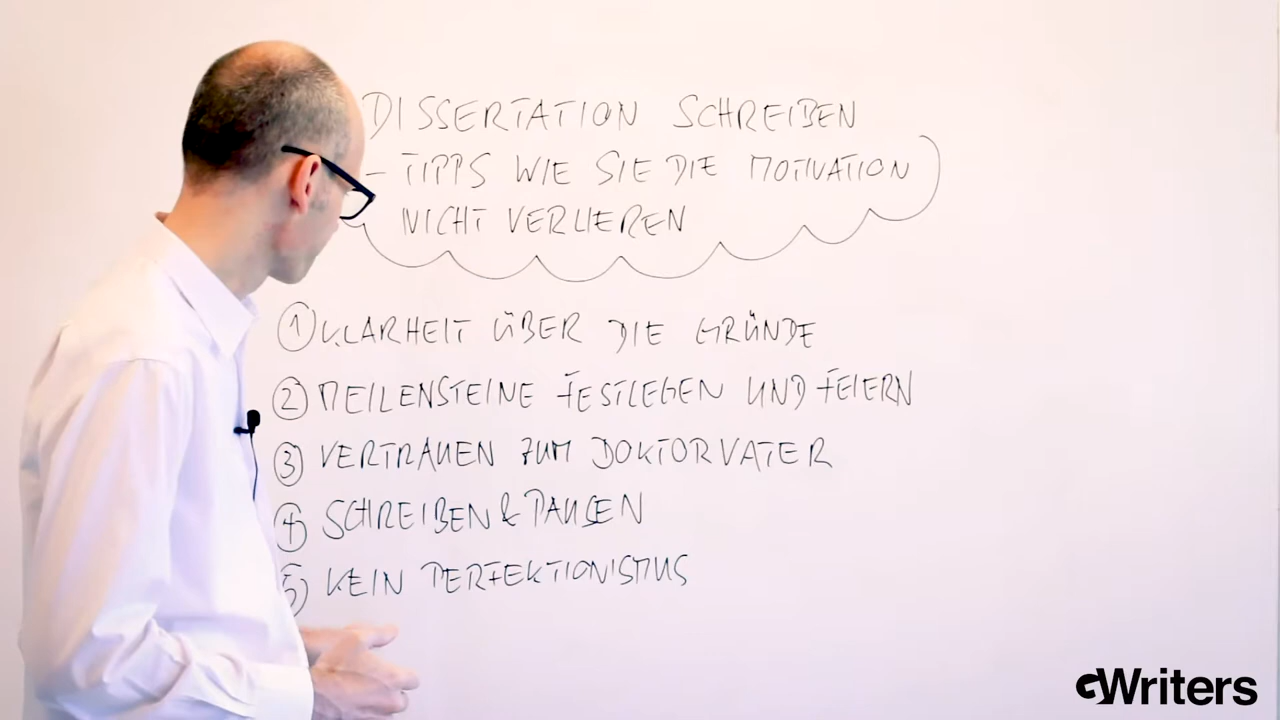 DISSERTATION SCHREIBEN
- TIPPS WIE SIE DIE MOTIVATION
NICHT VERLIEREN
1 KLARHEIT ÜBER DIE GRÜNDE
2 MEILENSTEINE FESTLEGEN UND FEIERN
3 VERTRAUEN ZUM DOKTORVATER
4 SCHREIBEN & PAUSEN
5 KEIN PERFEKTIONISMUS
GWriters